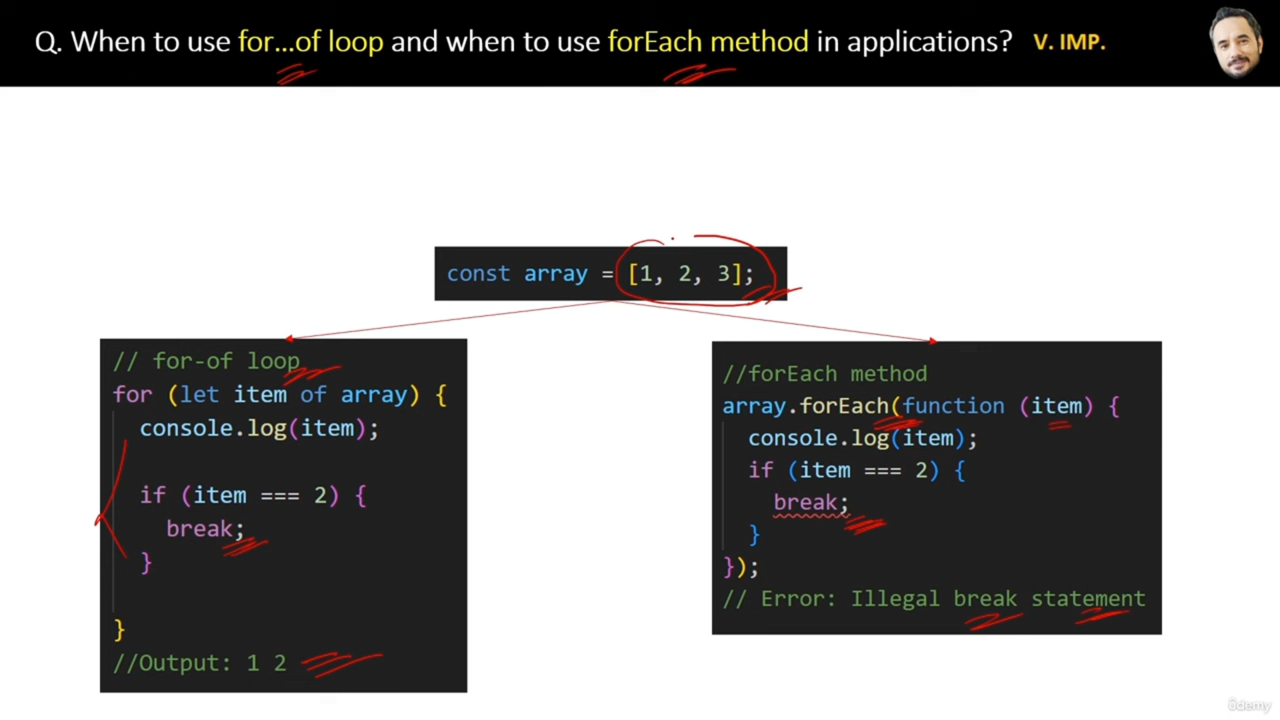 Q. When to use for...of loop and when to use forEach method in applications? V. IMP.
const array = [1, 2, 3];
// for-of loop
for (let item of array) {
console.log(item);
if (item === 2) {
break;
}
}
//Output: 1 2
//forEach method
array.forEach(function (item) {
console.log(item);
if (item === 2) {
break;
}
});
// Error: Illegal break statement
ûdemy